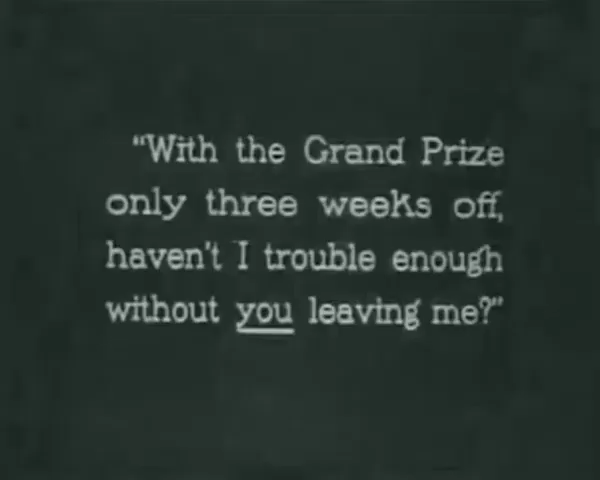 "With the Grand Prize
only three weeks off,
haven't I trouble enough
without you leaving me?"